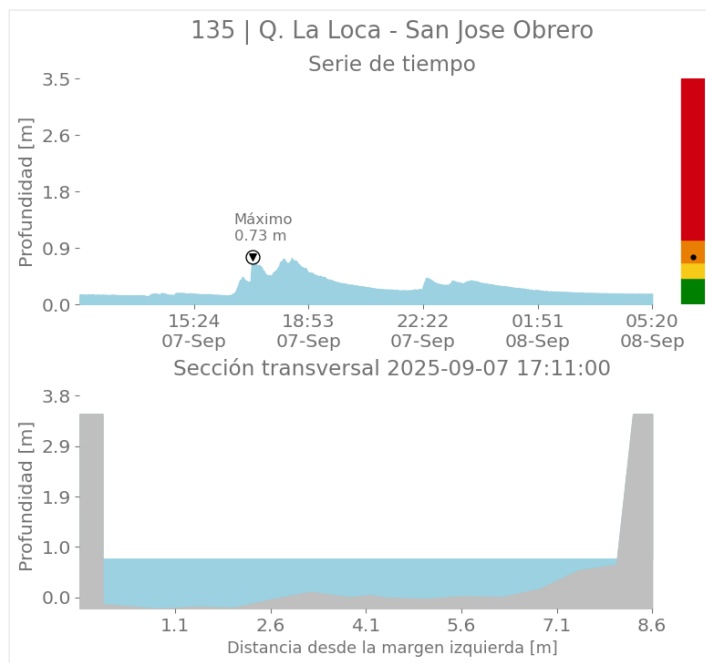 135 | Q. La Loca - San Jose Obrero
Serie de tiempo
Profundidad [m]
3.5
2.6
1.8
0.9
0.0
Máximo
0.73 m
15:24 18:53 22:22 01:51 05:20
07-Sep 07-Sep 07-Sep 08-Sep 08-Sep
Sección transversal 2025-09-07 17:11:00
Profundidad [m]
3.8
2.9
1.9
1.0
0.0
1.1 2.6 4.1 5.6 7.1 8.6
Distancia desde la margen izquierda [m]